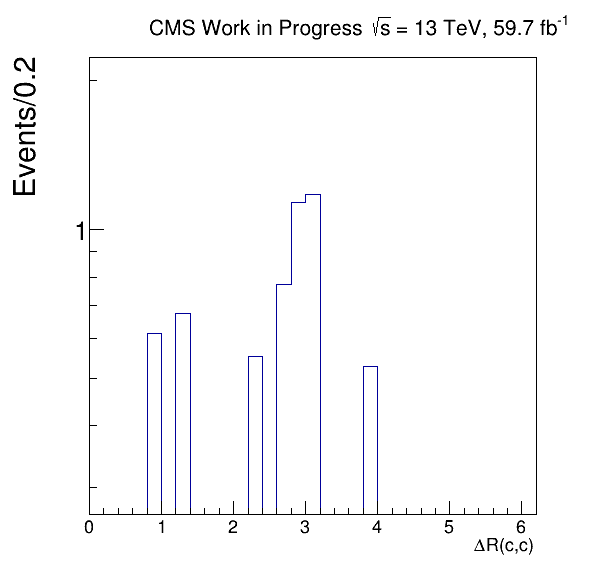 CMS Work in Progress √s = 13 TeV, 59.7 fb⁻¹
Events/0.2
1
0 1 2 3 4 5 6
ΔR(c,c)